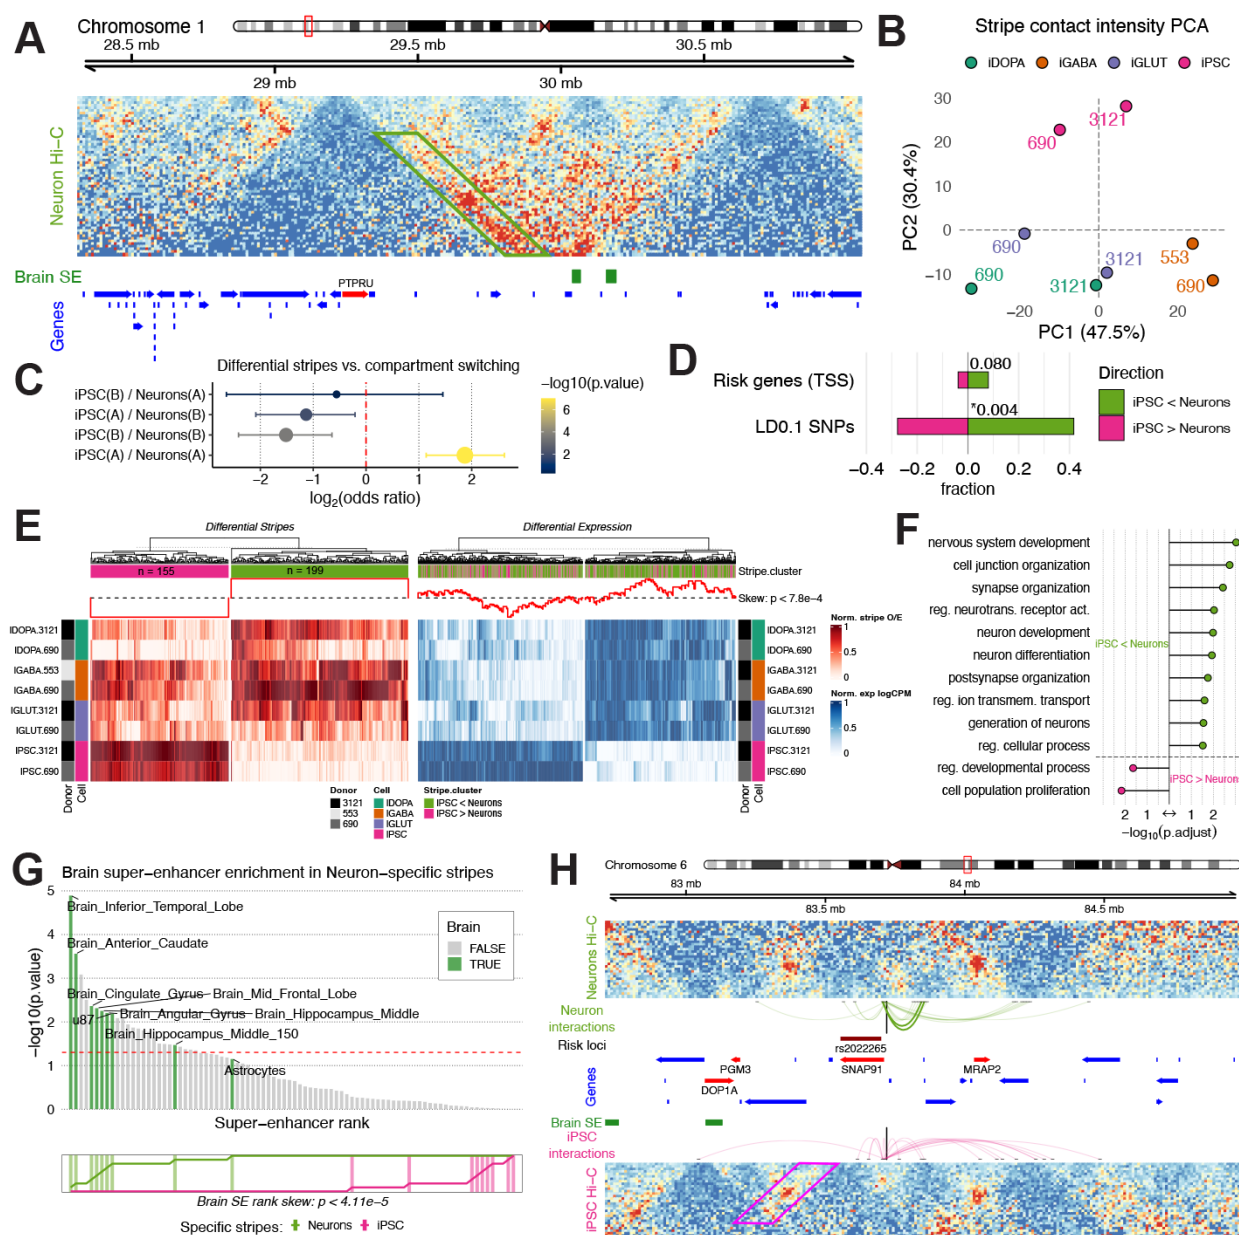 A
Chromosome 1
28.5 mb
29.5 mb
30.5 mb
29 mb
30 mb
Neuron Hi-C
Brain SE
PTPRU
Genes
B
Stripe contact intensity PCA
iDOPA
iGABA
iGLUT
iPSC
30
20
10
0
-10
PC2 (30.4%)
3121
690
690
3121
553
690
3121
690
-20
0
20
PC1 (47.5%)
C
Differential stripes vs. compartment switching
iPSC(B) / Neurons(A)
iPSC(A) / Neurons(B)
iPSC(B) / Neurons(B)
iPSC(A) / Neurons(A)
-2
-1
0
1
2
log2(odds ratio)
-log10(p.value)
6
4
2
D
Risk genes (TSS)
LD0.1 SNPs
0.080
*0.004
-0.4
-0.2
0.0
0.2
0.4
fraction
Direction
iPSC < Neurons
iPSC > Neurons
E
Differential Stripes
Differential Expression
n = 155
n = 199
Stripe.cluster
Skew: p < 7.8e-4
IDOPA.3121
IDOPA.690
IGABA.553
IGABA.690
IGLUT.3121
IGLUT.690
IPSC.3121
IPSC.690
IDOPA.3121
IDOPA.690
IGABA.3121
IGABA.690
IGLUT.3121
IGLUT.690
IPSC.3121
IPSC.690
Donor
Cell
Donor
Cell
Norm. stripe O/E
1
0.5
0
Norm. exp logCPM
1
0.5
0
Donor
3121
553
690
Cell
IDOPA
IGABA
IGLUT
IPSC
Stripe.cluster
IPSC < Neurons
IPSC > Neurons
F
nervous system development
cell junction organization
synapse organization
reg. neurotrans. receptor act.
neuron development
neuron differentiation
postsynapse organization
reg. ion transmem. transport
generation of neurons
reg. cellular process
reg. developmental process
cell population proliferation
iPSC < Neurons
iPSC > Neurons
2 1 ↔ 1 2
-log10(p.adjust)
G
Brain super-enhancer enrichment in Neuron-specific stripes
5
4
3
2
1
0
-log10(p.value)
Brain_Inferior_Temporal_Lobe
Brain_Anterior_Caudate
Brain_Cingulate_Gyrus
Brain_Mid_Frontal_Lobe
u87
Brain_Angular_Gyrus
Brain_Hippocampus_Middle
Brain_Hippocampus_Middle_150
Astrocytes
Brain
FALSE
TRUE
Super-enhancer rank
Brain SE rank skew: p < 4.11e-5
Specific stripes:
Neurons
iPSC
H
Chromosome 6
83 mb
84 mb
83.5 mb
84.5 mb
Neurons Hi-C
Neuron
interactions
Risk loci
rs2022265
Genes
PGM3
SNAP91
MRAP2
DOP1A
Brain SE
iPSC
interactions
iPSC Hi-C